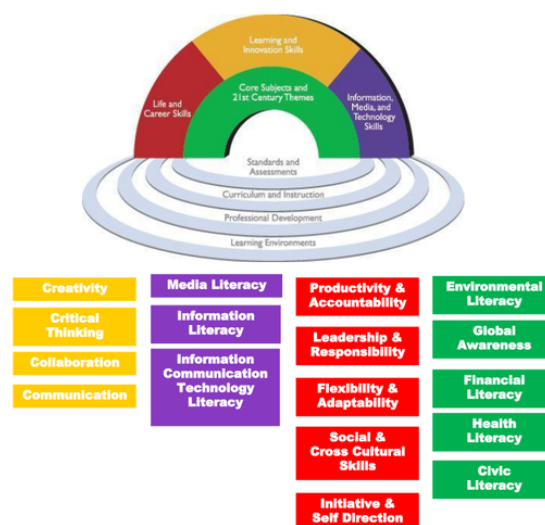 Learning and
Innovation Skills
Core Subjects and
21st Century Themes
Life and
Career Skills
Information,
Media, and
Technology
Skills
Standards and
Assessments
Curriculum and Instruction
Professional Development
Learning Environments
Creativity
Critical
Thinking
Collaboration
Communication
Media Literacy
Information
Literacy
Information
Communication
Technology
Literacy
Productivity &
Accountability
Leadership &
Responsibility
Flexibility &
Adaptability
Social &
Cross Cultural
Skills
Initiative &
Self Direction
Environmental
Literacy
Global
Awareness
Financial
Literacy
Health
Literacy
Civic
Literacy